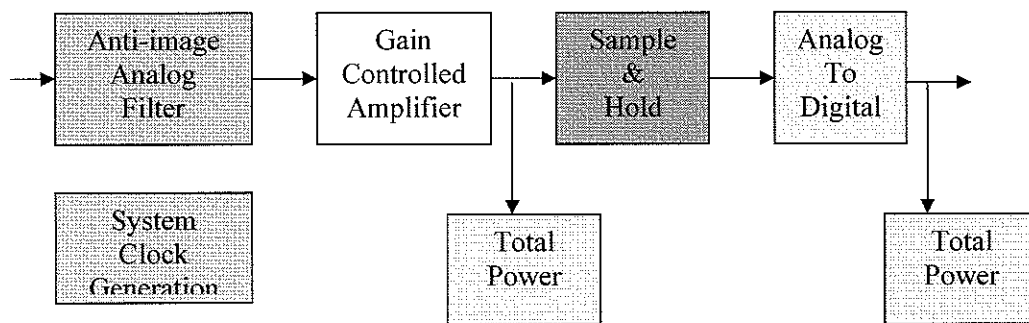 Anti-image
Analog
Filter
Gain
Controlled
Amplifier
Sample
&
Hold
Analog
To
Digital
System
Clock
Generation
Total
Power
Total
Power